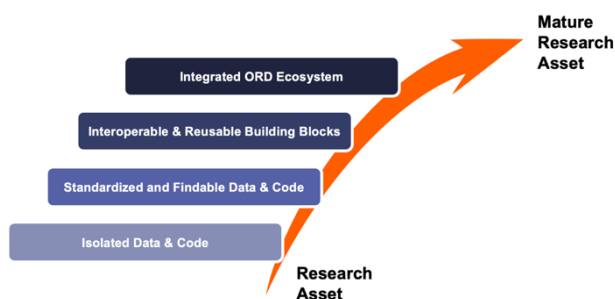 Mature
Research
Asset
Integrated ORD Ecosystem
Interoperable & Reusable Building Blocks
Standardized and Findable Data & Code
Isolated Data & Code
Research
Asset